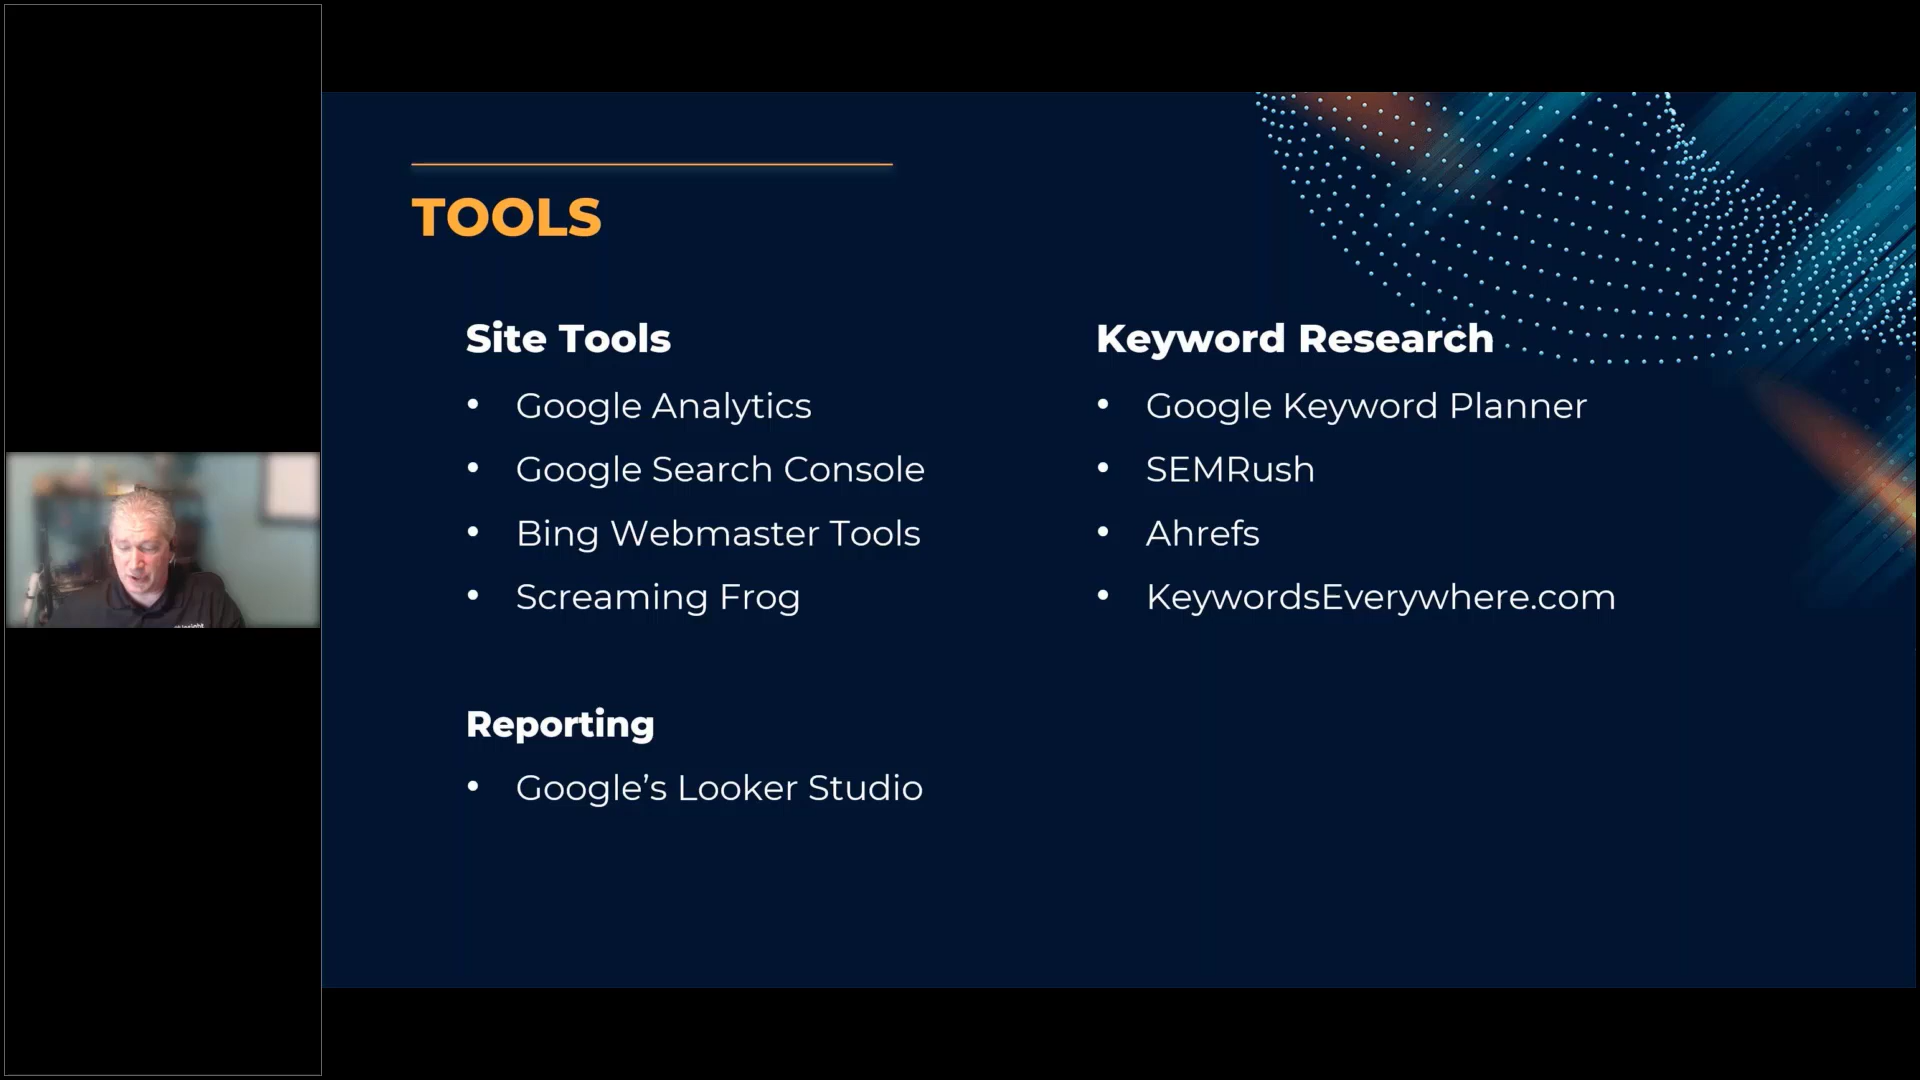 TOOLS
Site Tools
• Google Analytics
• Google Search Console
• Bing Webmaster Tools
• Screaming Frog
Reporting
• Google’s Looker Studio
Keyword Research
• Google Keyword Planner
• SEMRush
• Ahrefs
• KeywordsEverywhere.com